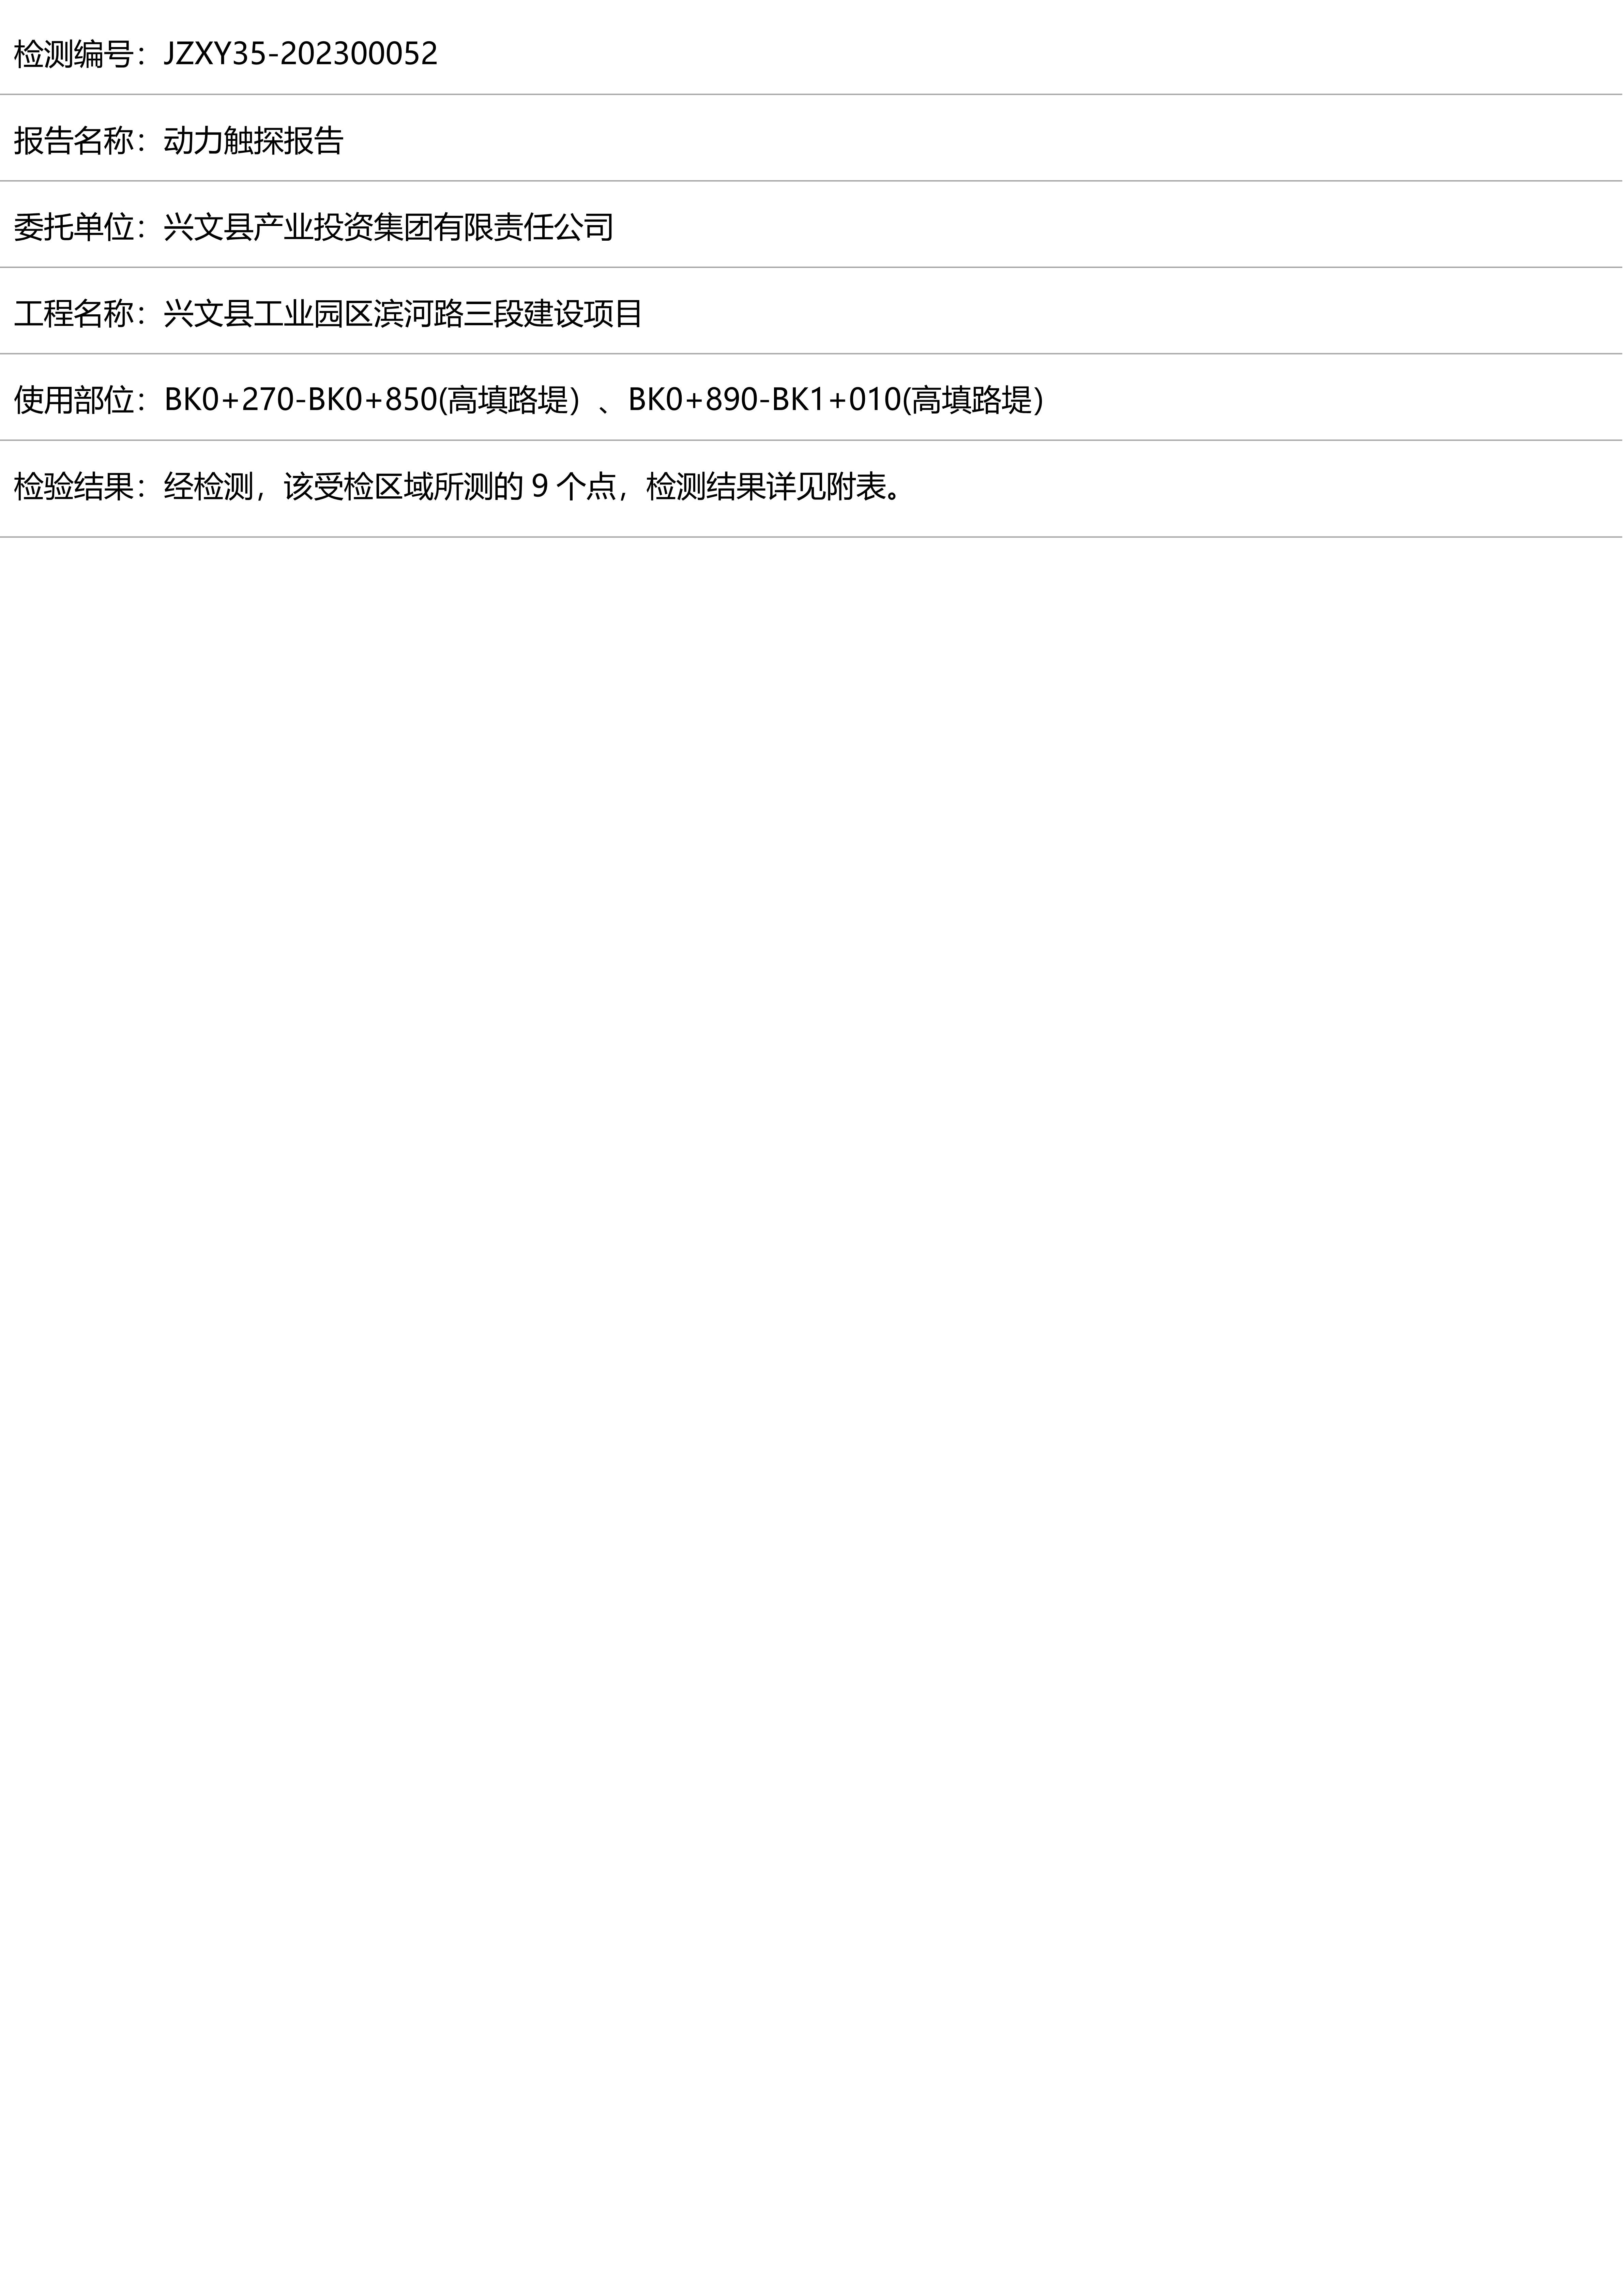 检测编号：JZXY35-202300052
报告名称：动力触探报告
委托单位：兴文县产业投资集团有限责任公司
工程名称：兴文县工业园区滨河路三段建设项目
使用部位：BK0+270-BK0+850(高填路堤）、BK0+890-BK1+010(高填路堤）
检验结果：经检测，该受检区域所测的 9 个点，检测结果详见附表。